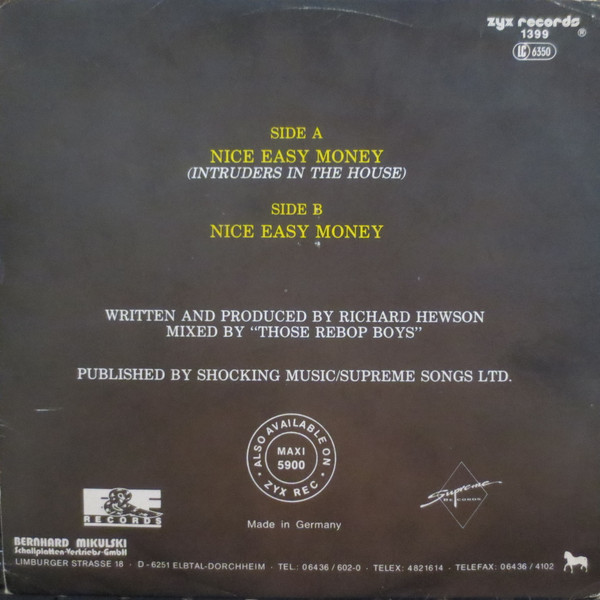 zyx records ®
1399
LC 6350
SIDE A
NICE EASY MONEY
(INTRUDERS IN THE HOUSE)
SIDE B
NICE EASY MONEY
WRITTEN AND PRODUCED BY RICHARD HEWSON
MIXED BY “THOSE REBOP BOYS”
PUBLISHED BY SHOCKING MUSIC/SUPREME SONGS LTD.
• ALSO AVAILABLE ON •
MAXI
5900
ZYX REC
RECORDS
Supreme
RECORDS
Made in Germany
BERNHARD MIKULSKI
Schallplatten-Vertriebs-GmbH
LIMBURGER STRASSE 18 · D - 6251 ELBTAL-DORCHHEIM · TEL.: 06436 / 602-0 · TELEX: 4821614 · TELEFAX: 06436 / 4102